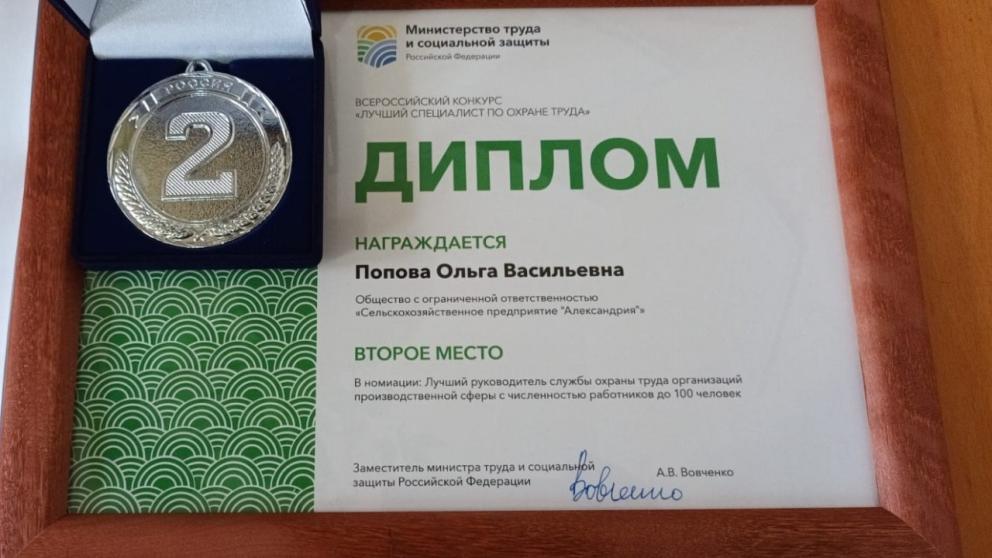 РОССИЯ
2
Министерство труда
и социальной защиты
Российской Федерации
ВСЕРОССИЙСКИЙ КОНКУРС
«ЛУЧШИЙ СПЕЦИАЛИСТ ПО ОХРАНЕ ТРУДА»
ДИПЛОМ
НАГРАЖДАЕТСЯ
Попова Ольга Васильевна
Общество с ограниченной ответственностью
«Сельскохозяйственное предприятие "Александрия"»
ВТОРОЕ МЕСТО
В номиации: Лучший руководитель службы охраны труда организаций
производственной сферы с численностью работников до 100 человек
Заместитель министра труда и социальной
защиты Российской Федерации
А.В. Вовченко
Вовченко